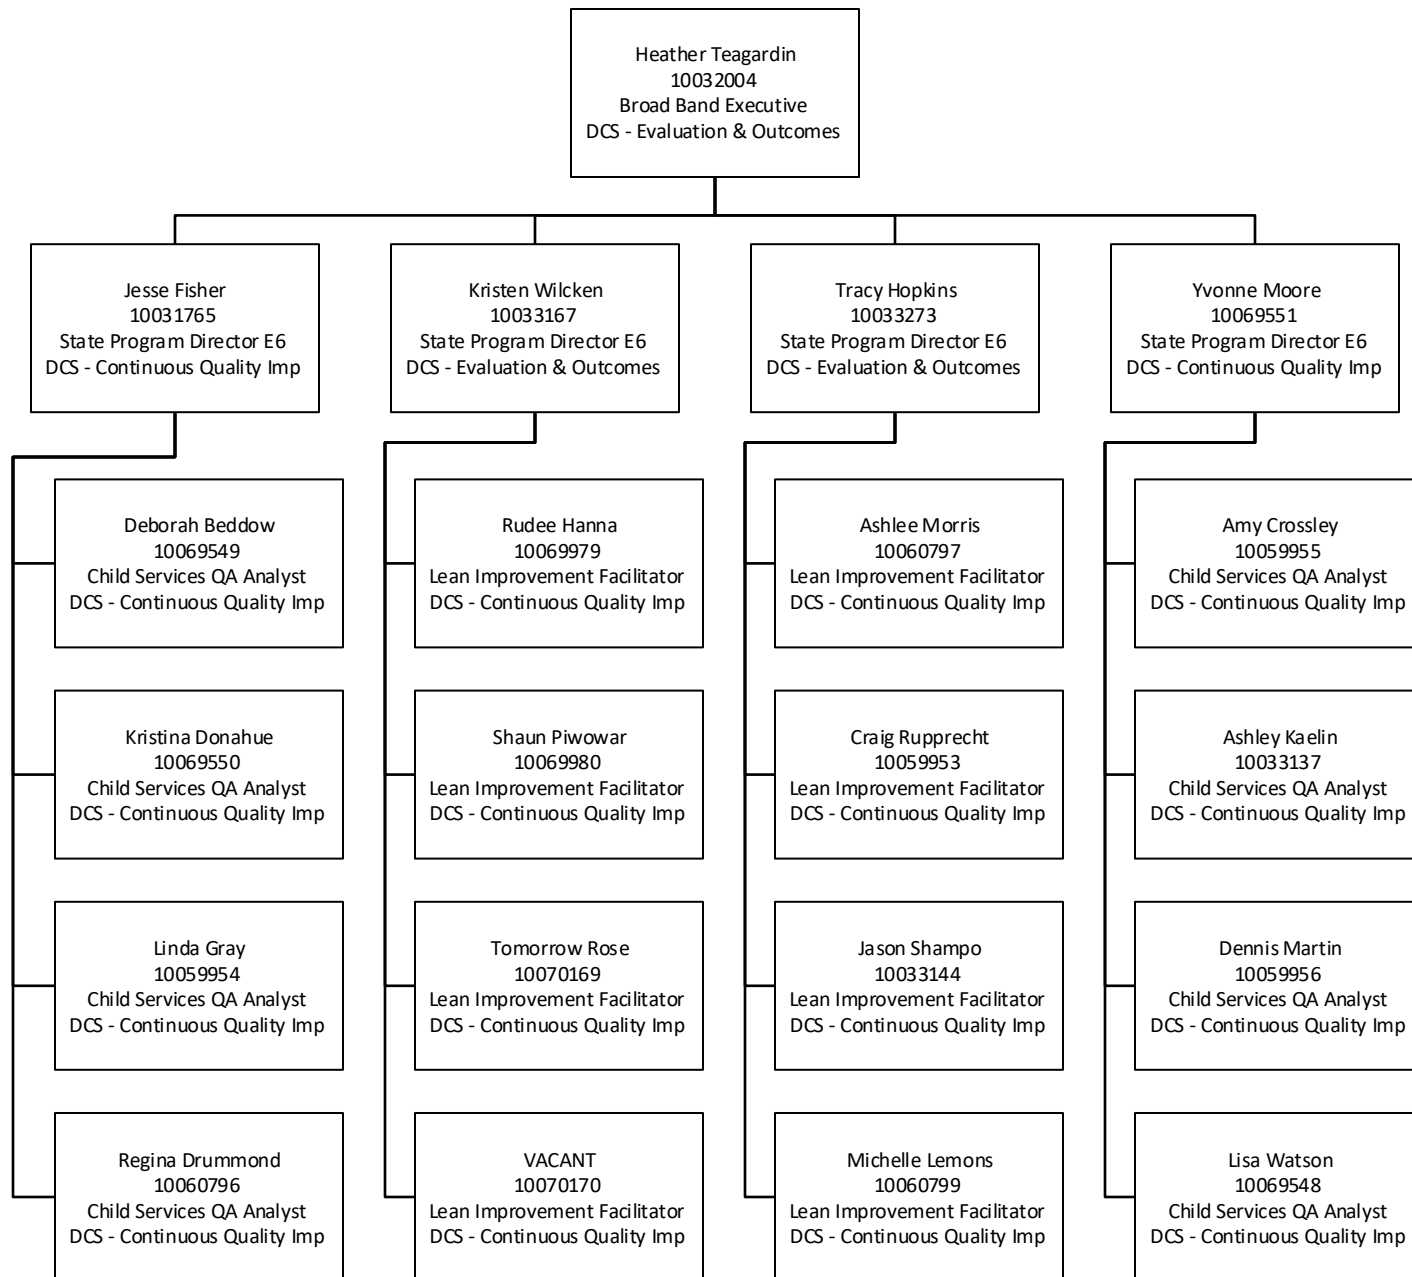 Heather Teagardin
10032004
Broad Band Executive
DCS - Evaluation & Outcomes
Jesse Fisher
10031765
State Program Director E6
DCS - Continuous Quality Imp
Kristen Wilcken
10033167
State Program Director E6
DCS - Evaluation & Outcomes
Tracy Hopkins
10033273
State Program Director E6
DCS - Evaluation & Outcomes
Yvonne Moore
10069551
State Program Director E6
DCS - Continuous Quality Imp
Deborah Beddow
10069549
Child Services QA Analyst
DCS - Continuous Quality Imp
Rudee Hanna
10069979
Lean Improvement Facilitator
DCS - Continuous Quality Imp
Ashlee Morris
10060797
Lean Improvement Facilitator
DCS - Continuous Quality Imp
Amy Crossley
10059955
Child Services QA Analyst
DCS - Continuous Quality Imp
Kristina Donahue
10069550
Child Services QA Analyst
DCS - Continuous Quality Imp
Shaun Piwowar
10069980
Lean Improvement Facilitator
DCS - Continuous Quality Imp
Craig Rupprecht
10059953
Lean Improvement Facilitator
DCS - Continuous Quality Imp
Ashley Kaelin
10033137
Child Services QA Analyst
DCS - Continuous Quality Imp
Linda Gray
10059954
Child Services QA Analyst
DCS - Continuous Quality Imp
Tomorrow Rose
10070169
Lean Improvement Facilitator
DCS - Continuous Quality Imp
Jason Shampo
10033144
Lean Improvement Facilitator
DCS - Continuous Quality Imp
Dennis Martin
10059956
Child Services QA Analyst
DCS - Continuous Quality Imp
Regina Drummond
10060796
Child Services QA Analyst
DCS - Continuous Quality Imp
VACANT
10070170
Lean Improvement Facilitator
DCS - Continuous Quality Imp
Michelle Lemons
10060799
Lean Improvement Facilitator
DCS - Continuous Quality Imp
Lisa Watson
10069548
Child Services QA Analyst
DCS - Continuous Quality Imp